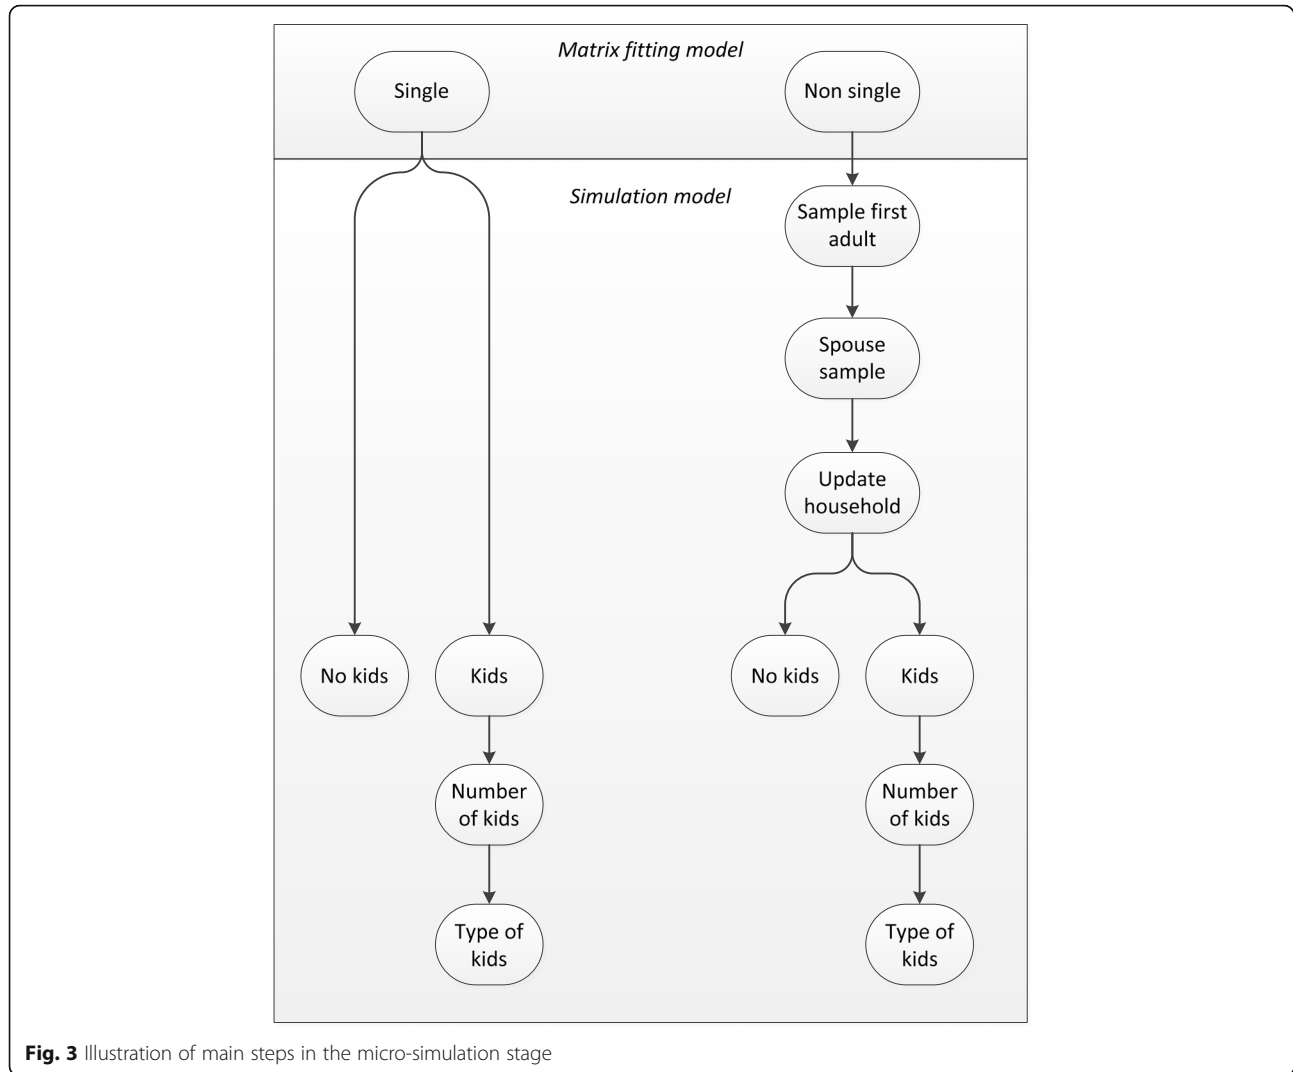 Matrix fitting model
Single
Non single
Simulation model
Sample first
adult
Spouse
sample
Update
household
No kids
Kids
No kids
Kids
Number
of kids
Number
of kids
Type of
kids
Type of
kids
Fig. 3 Illustration of main steps in the micro-simulation stage